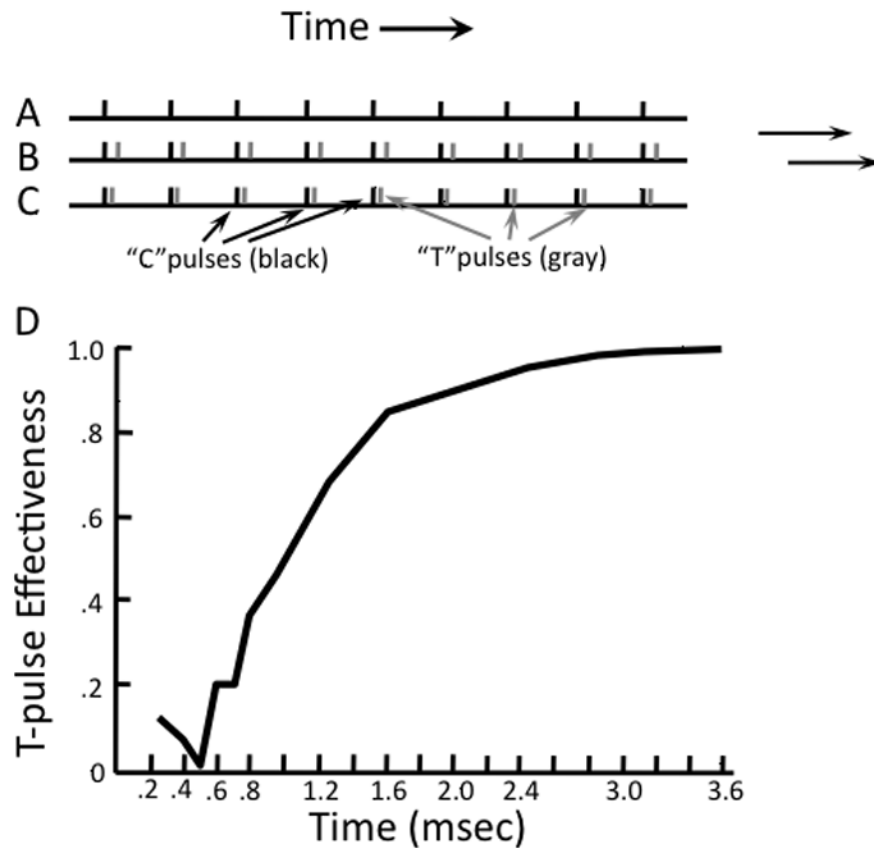 Time
A
B
C
“C”pulses (black) “T”pulses (gray)
D
1.0
.8
.6
.4
.2
0
T-pulse Effectiveness
.2 .4 .6 .8 1.2 1.6 2.0 2.4 3.0 3.6
Time (msec)